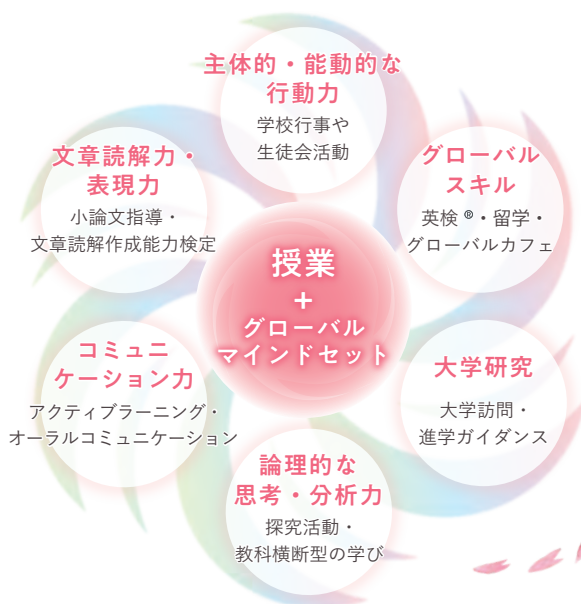 主体的・能動的な
行動力
学校行事や
生徒会活動
グローバル
スキル
英検®・留学・
グローバルカフェ
大学研究
大学訪問・
進学ガイダンス
論理的な
思考・分析力
探究活動・
教科横断型の学び
コミュニ
ケーション力
アクティブラーニング・
オーラルコミュニケーション
文章読解力・
表現力
小論文指導・
文章読解作成能力検定
授業
+
グローバル
マインドセット